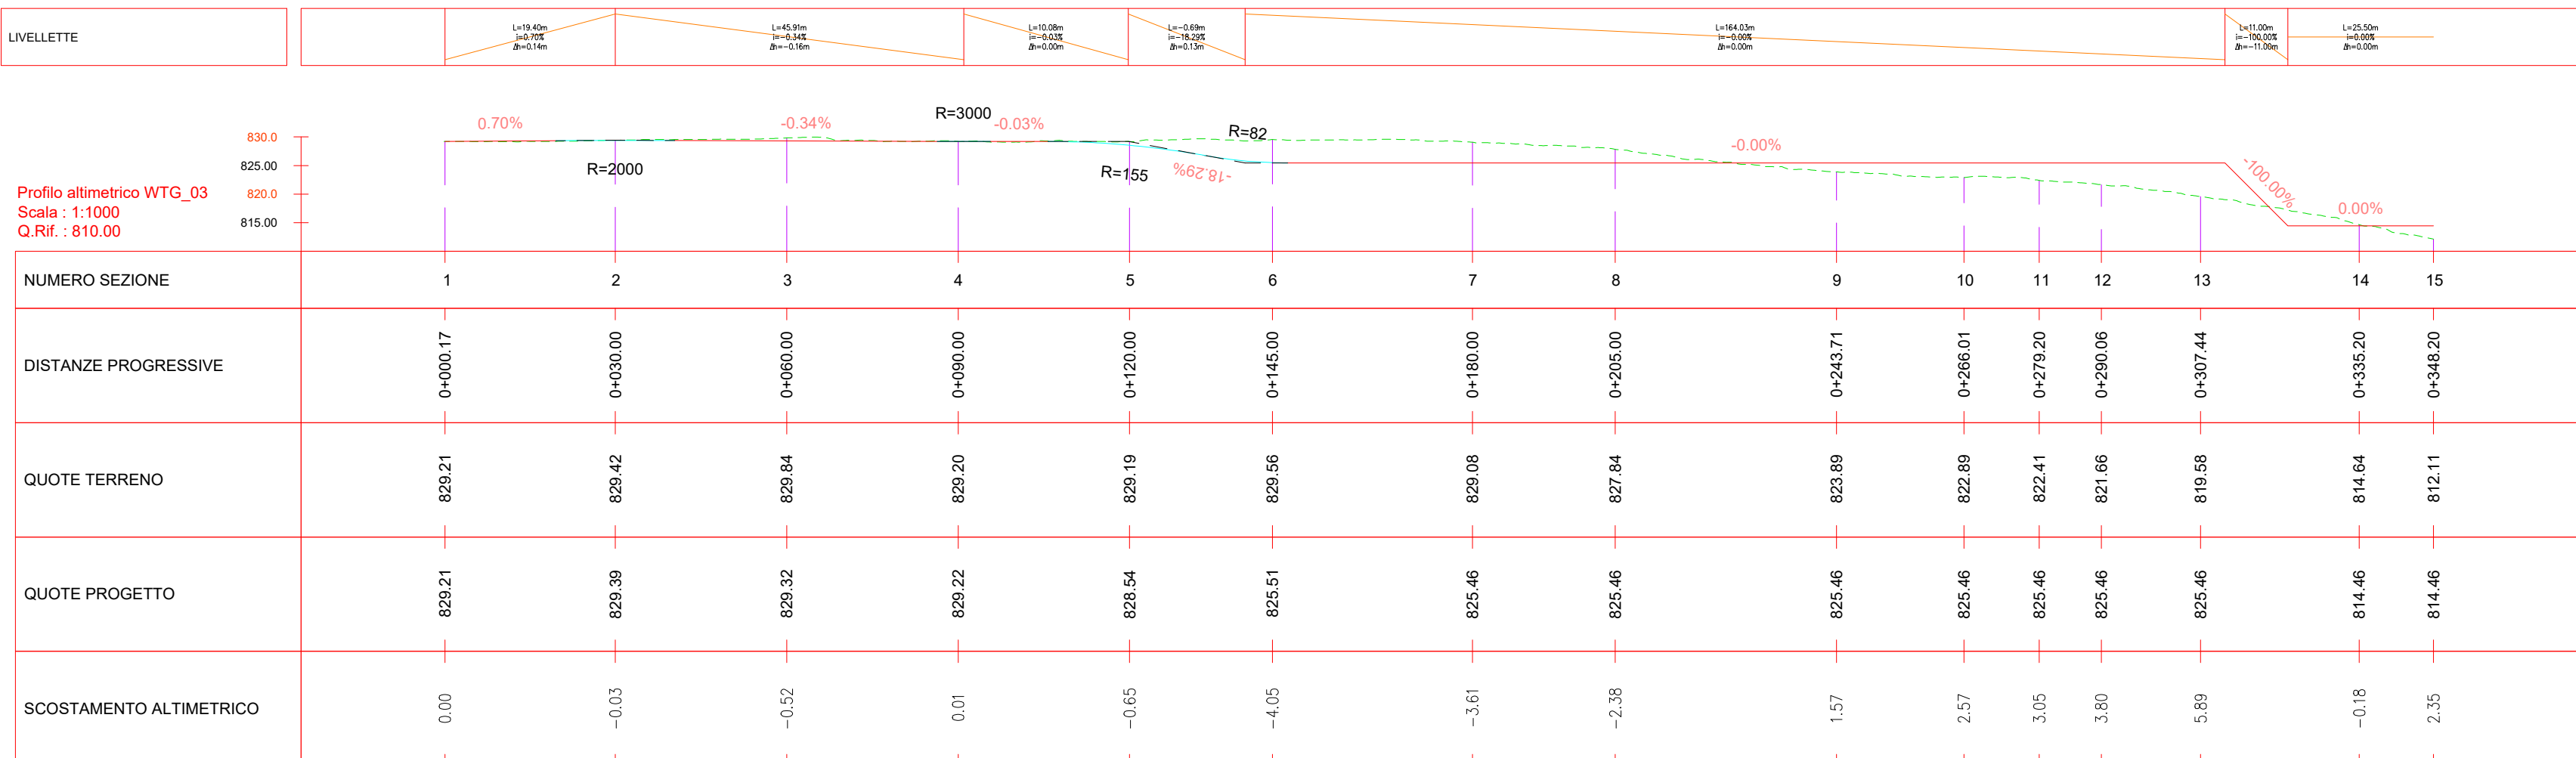 LIVELLETTE
L=19.40m
i=0.70%
Δh=0.14m
L=45.91m
i=-0.34%
Δh=-0.16m
L=10.08m
i=-0.03%
Δh=0.00m
L=-0.69m
i=-18.29%
Δh=0.13m
L=164.03m
i=-0.00%
Δh=0.00m
L=11.00m
i=-100.00%
Δh=-11.00m
L=25.50m
i=0.00%
Δh=0.00m
0.70%
-0.34%
R=3000
-0.03%
R=82
-0.00%
-100.00%
0.00%
R=2000
R=155
-18.29%
830.0
825.00
820.0
815.00
Profilo altimetrico WTG_03
Scala : 1:1000
Q.Rif. : 810.00
NUMERO SEZIONE 1 2 3 4 5 6 7 8 9 10 11 12 13 14 15
DISTANZE PROGRESSIVE 0+000.17 0+030.00 0+060.00 0+090.00 0+120.00 0+145.00 0+180.00 0+205.00 0+243.71 0+266.01 0+279.20 0+290.06 0+307.44 0+335.20 0+348.20
QUOTE TERRENO 829.21 829.42 829.84 829.20 829.19 829.56 829.08 827.84 823.89 822.89 822.41 821.66 819.58 814.64 812.11
QUOTE PROGETTO 829.21 829.39 829.32 829.22 828.54 825.51 825.46 825.46 825.46 825.46 825.46 825.46 825.46 814.46 814.46
SCOSTAMENTO ALTIMETRICO 0.00 -0.03 -0.52 0.01 -0.65 -4.05 -3.61 -2.38 1.57 2.57 3.05 3.80 5.89 -0.18 2.35